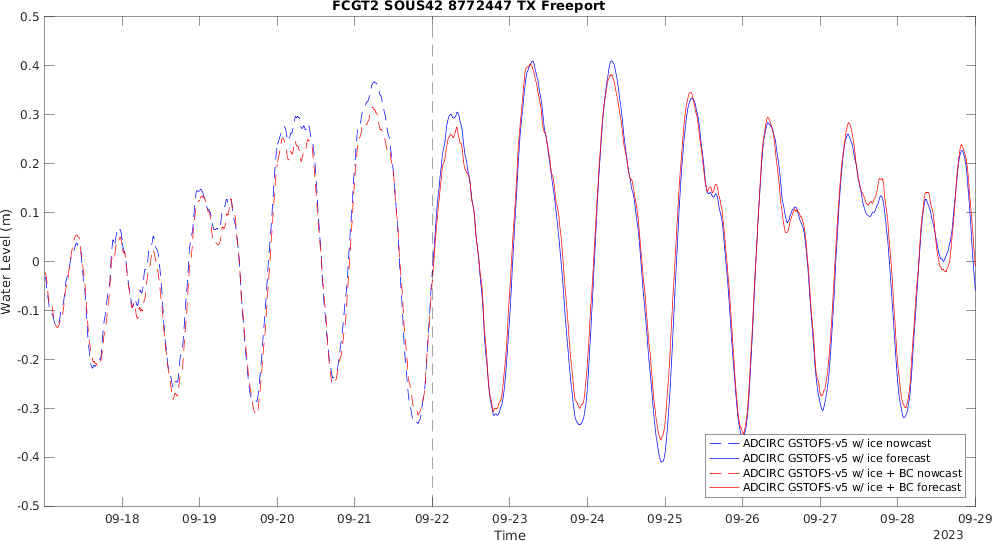 FCGT2 SOUS42 8772447 TX Freeport
0.5
0.4
0.3
0.2
0.1
0
-0.1
-0.2
-0.3
-0.4
-0.5
Water Level (m)
ADCIRC GSTOFS-v5 w/ ice nowcast
ADCIRC GSTOFS-v5 w/ ice forecast
ADCIRC GSTOFS-v5 w/ ice + BC nowcast
ADCIRC GSTOFS-v5 w/ ice + BC forecast
09-18 09-19 09-20 09-21 09-22 09-23 09-24 09-25 09-26 09-27 09-28 09-29
Time
2023